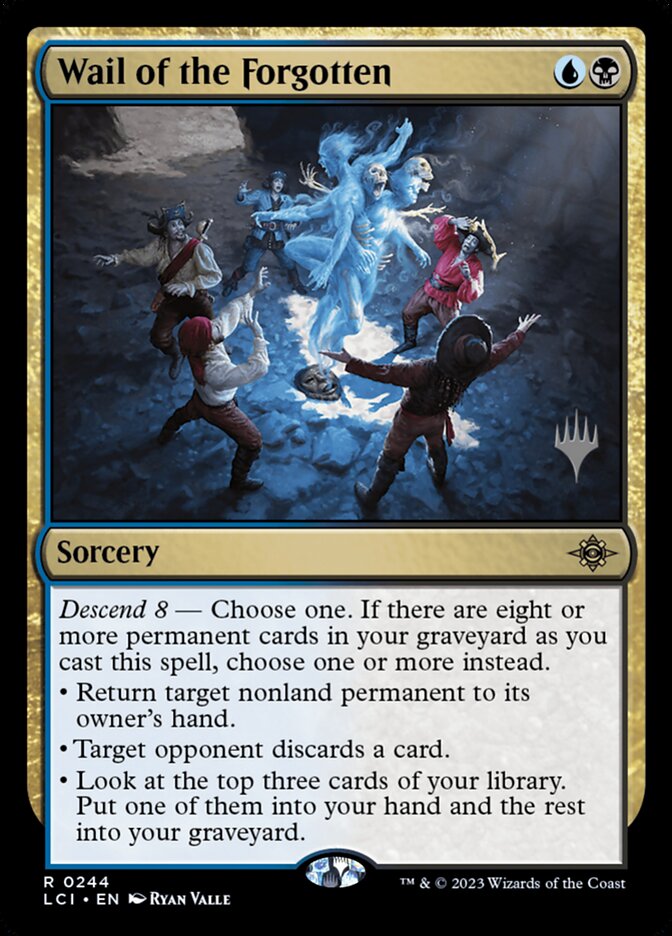 Wail of the Forgotten
Sorcery
Descend 8 — Choose one. If there are eight or
more permanent cards in your graveyard as you
cast this spell, choose one or more instead.
• Return target nonland permanent to its
owner's hand.
• Target opponent discards a card.
• Look at the top three cards of your library.
Put one of them into your hand and the rest
into your graveyard.
R 0244
LCI • EN Ryan Valle
™ & © 2023 Wizards of the Coast